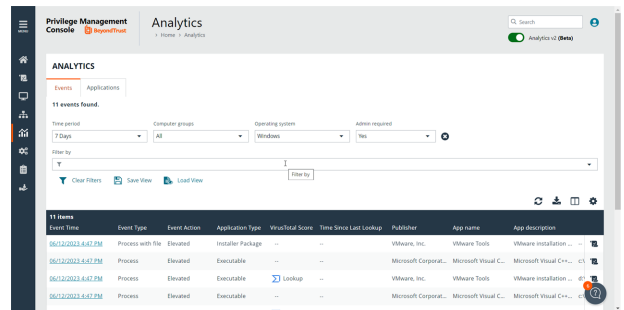 MENU
Privilege Management
Console BeyondTrust
Analytics
Home > Analytics
Search
Analytics v2 (Beta)
ANALYTICS
Events Applications
11 events found.
Time period Computer groups Operating system Admin required
7 Days All Windows Yes
Filter by
Filter by
Clear Filters Save View Load View
11 items
Event Time Event Type Event Action Application Type VirusTotal Score Time Since Last Lookup Publisher App name App description
06/12/2023 4:47 PM Process with file Elevated Installer Package -- -- VMware, Inc. VMware Tools VMware installation ... --
06/12/2023 4:47 PM Process Elevated Executable -- -- Microsoft Corporat... Microsoft Visual C... Microsoft Visual C++... c:\
06/12/2023 4:47 PM Process Elevated Executable Lookup -- VMware, Inc. VMware Tools VMware installation ... d:\
06/12/2023 4:47 PM Process Elevated Executable -- -- Microsoft Corporat... Microsoft Visual C... Microsoft Visual C++... c:\